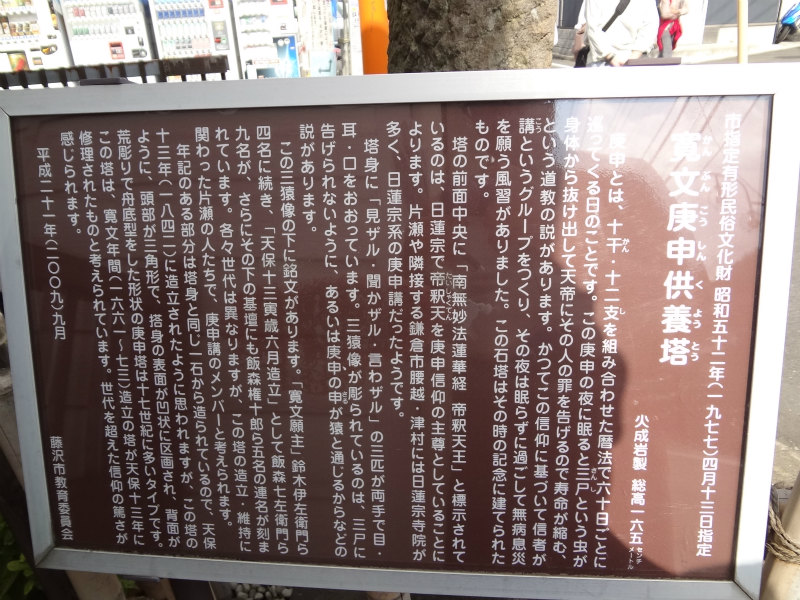 市指定有形民俗文化財 昭和五十二年(一九七七)四月十三日指定
寛文庚申供養塔
かんぶんこうしんくようとう
火成岩製 総高一六五センチメートル
庚申とは、十干・十二支を組み合わせた暦法で六十日ごとに
巡ってくる日のことです。この庚申の夜に眠ると三尸という虫が
身体から抜け出して天帝にその人の罪を告げるので寿命が縮む、
という道教の説があります。かつてこの信仰に基づいて信者が
講というグループをつくり、その夜は眠らずに過ごして無病息災
を願う風習がありました。この石塔はその時の記念に建てられた
ものです。
塔の前面中央に「南無妙法蓮華経 帝釈天王」と標示されて
いるのは、日蓮宗で帝釈天を庚申信仰の主尊としていることに
よります。片瀬や隣接する鎌倉市腰越・津村には日蓮宗寺院が
多く、日蓮宗系の庚申講だったようです。
塔身に「見ザル・聞かザル・言わザル」の三匹が両手で目・
耳・口をおおっています。三猿像が彫られているのは、三尸に
告げられないように、あるいは庚申の申が猿と通じるからなどの
説があります。
この三猿像の下に銘文があります。「寛文願主」鈴木伊左衛門ら
四名に続き、「天保十三寅歳六月造立」として飯森七左衛門ら
九名が、さらにその下の基壇にも飯森権十郎ら五名の連名が刻ま
れています。各々世代は異なりますが、この塔の造立 維持に
関わった片瀬の人たちで、庚申講のメンバーと考えられます。
年記のある部分は塔身と同じ一石から造られているので、天保
十三年(一八四二)に造立されたように思われますが、この塔の
ように、頭部が三角形で、塔身の表面が凹状に区画され、背面が
荒彫りで舟底型をした形状の庚申塔は十七世紀に多いタイプです。
この塔は、寛文年間(一六六一〜七三)造立の塔が天保十三年に
修理されたものと考えられています。世代を超えた信仰の篤さが
感じられます。
平成二十一年(二〇〇九)九月
藤沢市教育委員会